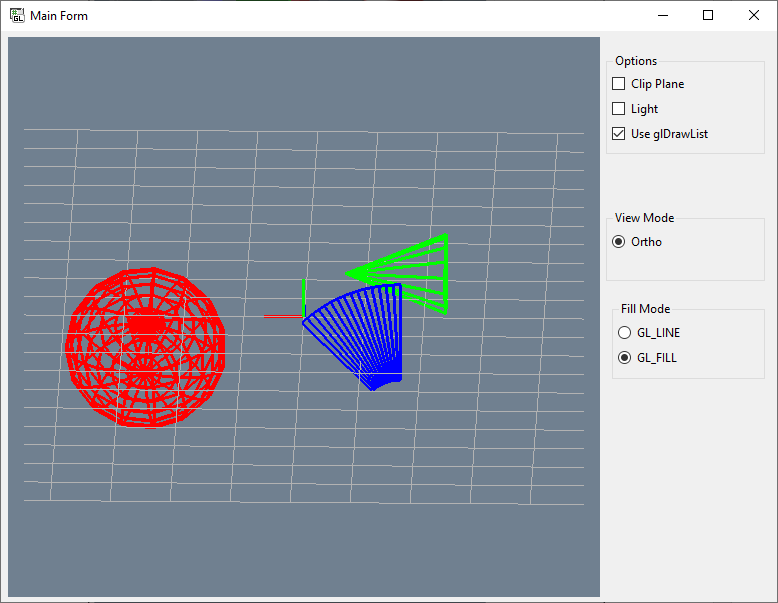 Main Form
Options
Clip Plane
Light
Use glDrawList
View Mode
Ortho
Fill Mode
GL_LINE
GL_FILL